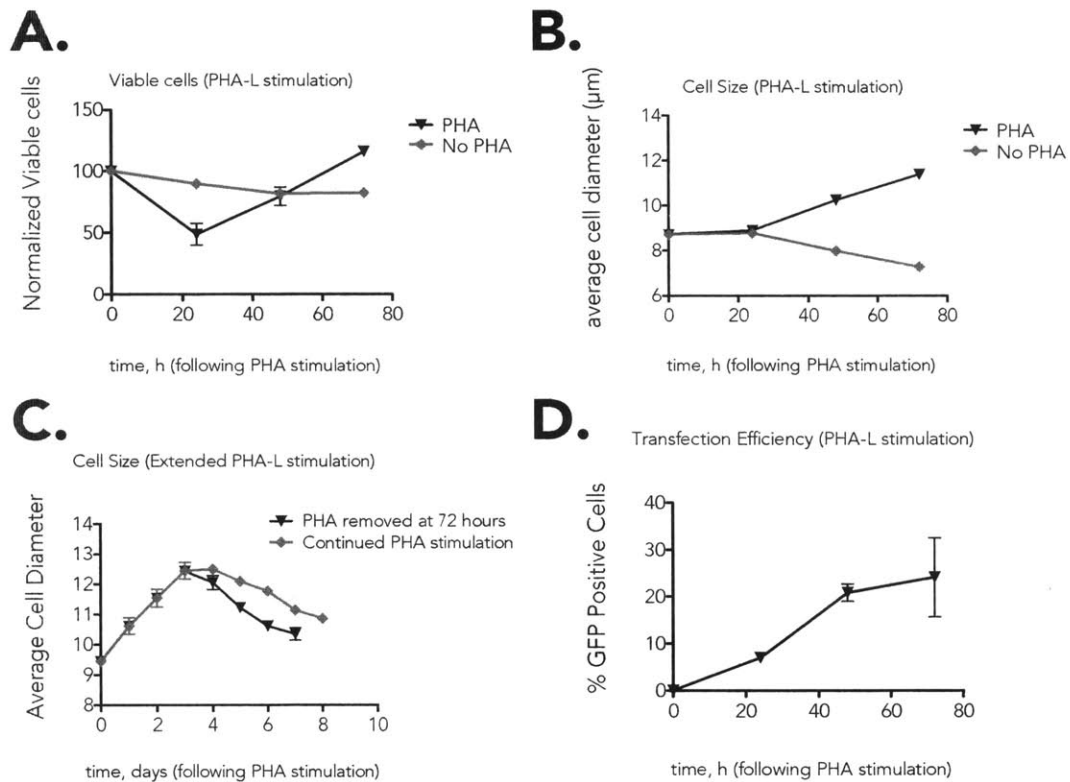 A.
Viable cells (PHA-L stimulation)
Normalized Viable cells
150
100
50
0
0 20 40 60 80
PHA
No PHA
time, h (following PHA stimulation)
B.
Cell Size (PHA-L stimulation)
average cell diameter (µm)
14
12
10
8
6
0 20 40 60 80
PHA
No PHA
time, h (following PHA stimulation)
C.
Cell Size (Extended PHA-L stimulation)
Average Cell Diameter
14
13
12
11
10
9
8
0 2 4 6 8 10
PHA removed at 72 hours
Continued PHA stimulation
time, days (following PHA stimulation)
D.
Transfection Efficiency (PHA-L stimulation)
% GFP Positive Cells
40
30
20
10
0
0 20 40 60 80
time, h (following PHA stimulation)